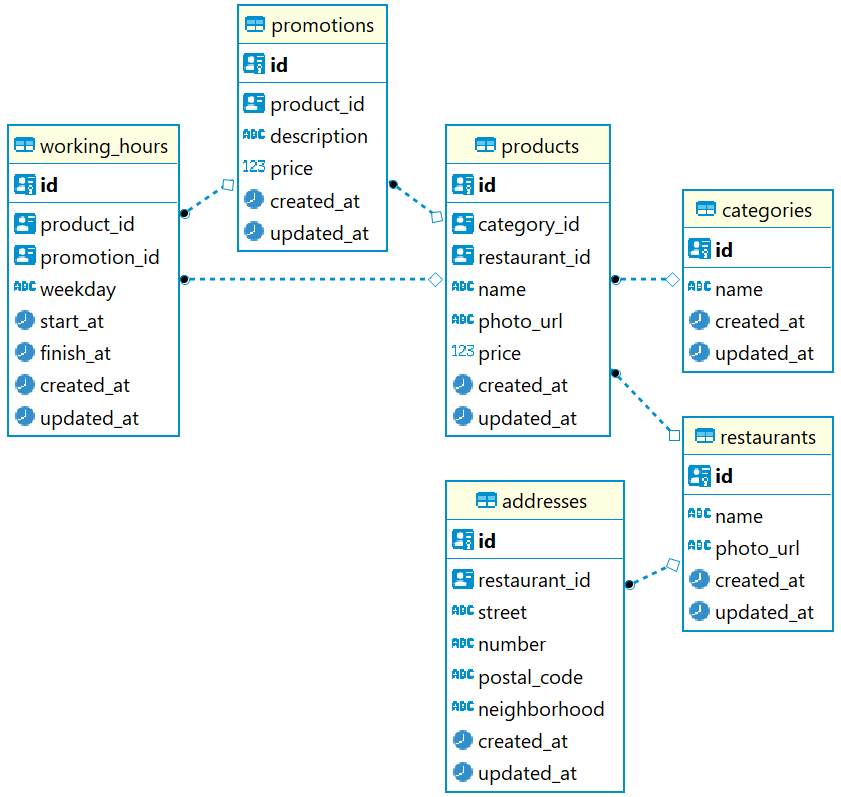 promotions
id
product_id
ABC description
123 price
created_at
updated_at
working_hours
id
product_id
promotion_id
ABC weekday
start_at
finish_at
created_at
updated_at
products
id
category_id
restaurant_id
ABC name
ABC photo_url
123 price
created_at
updated_at
categories
id
ABC name
created_at
updated_at
restaurants
id
ABC name
ABC photo_url
created_at
updated_at
addresses
id
restaurant_id
ABC street
ABC number
ABC postal_code
ABC neighborhood
created_at
updated_at